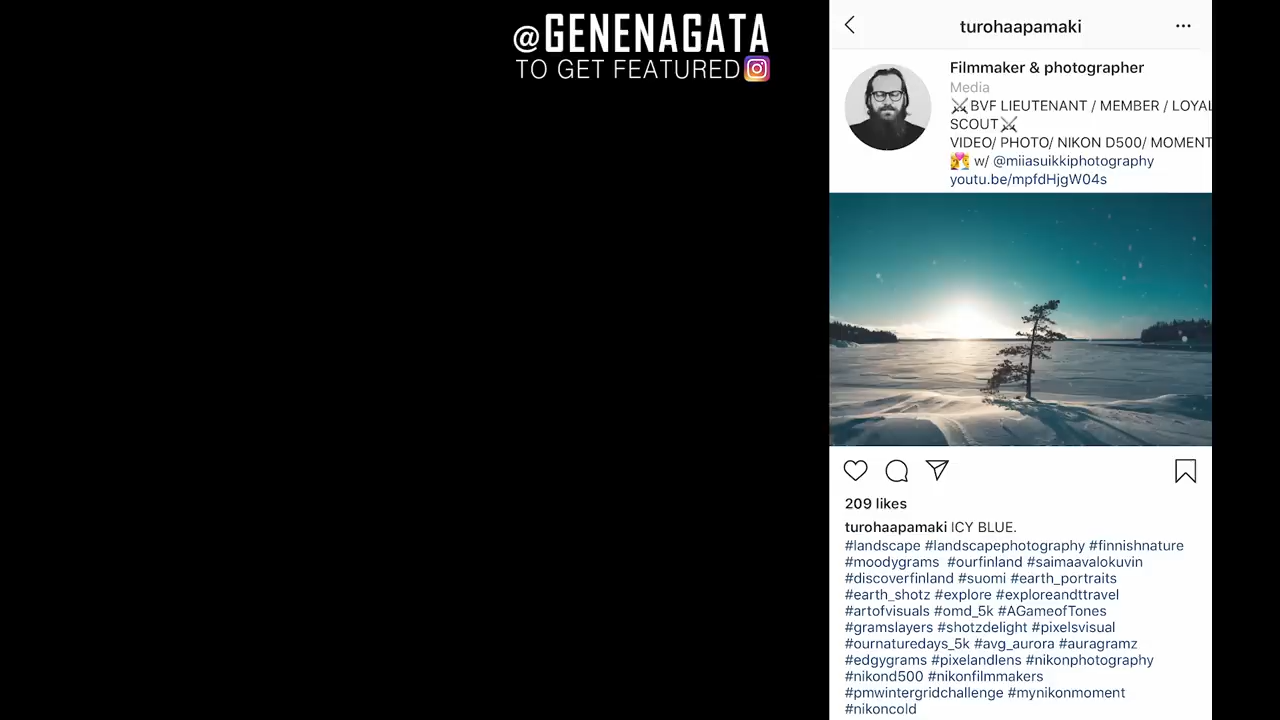 @GENENAGATA
TO GET FEATURED
turohaapamaki
Filmmaker & photographer
Media
⚔BVF LIEUTENANT / MEMBER / LOYAL
SCOUT⚔
VIDEO/ PHOTO/ NIKON D500/ MOMENT
w/ @miiasuikkiphotography
youtu.be/mpfdHjgW04s
209 likes
turohaapamaki ICY BLUE.
#landscape #landscapephotography #finnishnature
#moodygrams #ourfinland #saimaavalokuvin
#discoverfinland #suomi #earth_portraits
#earth_shotz #explore #exploreandttravel
#artofvisuals #omd_5k #AGameofTones
#gramslayers #shotzdelight #pixelsvisual
#ournaturedays_5k #avg_aurora #auragramz
#edgygrams #pixelandlens #nikonphotography
#nikond500 #nikonfilmmakers
#pmwintergridchallenge #mynikonmoment
#nikoncold